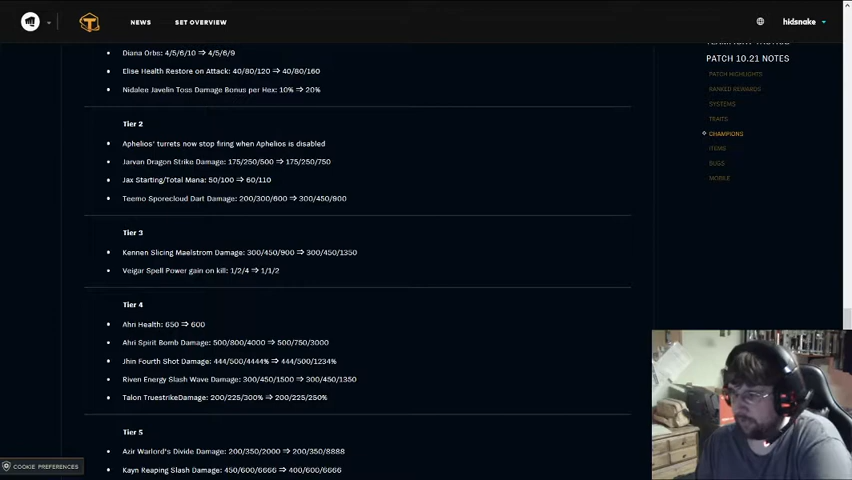 NEWS
SET OVERVIEW
hidsnake
Diana Orbs: 4/5/6/10 ⇒ 4/5/6/9
Elise Health Restore on Attack: 40/80/120 ⇒ 40/80/160
Nidalee Javelin Toss Damage Bonus per Hex: 10% ⇒ 20%
Tier 2
Aphelios' turrets now stop firing when Aphelios is disabled
Jarvan Dragon Strike Damage: 175/250/500 ⇒ 175/250/750
Jax Starting/Total Mana: 50/100 ⇒ 60/110
Teemo Sporecloud Dart Damage: 200/300/600 ⇒ 300/450/900
Tier 3
Kennen Slicing Maelstrom Damage: 300/450/900 ⇒ 300/450/1350
Veigar Spell Power gain on kill: 1/2/4 ⇒ 1/1/2
Tier 4
Ahri Health: 650 ⇒ 600
Ahri Spirit Bomb Damage: 500/800/4000 ⇒ 500/750/3000
Jhin Fourth Shot Damage: 444/500/4444% ⇒ 444/500/1234%
Riven Energy Slash Wave Damage: 300/450/1500 ⇒ 300/450/1350
Talon TruestrikeDamage: 200/225/300% ⇒ 200/225/250%
Tier 5
Azir Warlord's Divide Damage: 200/350/2000 ⇒ 200/350/8888
Kayn Reaping Slash Damage: 450/600/6666 ⇒ 400/600/6666
TEAMFIGHT TACTICS
PATCH 10.21 NOTES
PATCH HIGHLIGHTS
RANKED REWARDS
SYSTEMS
TRAITS
CHAMPIONS
ITEMS
BUGS
MOBILE
COOKIE PREFERENCES